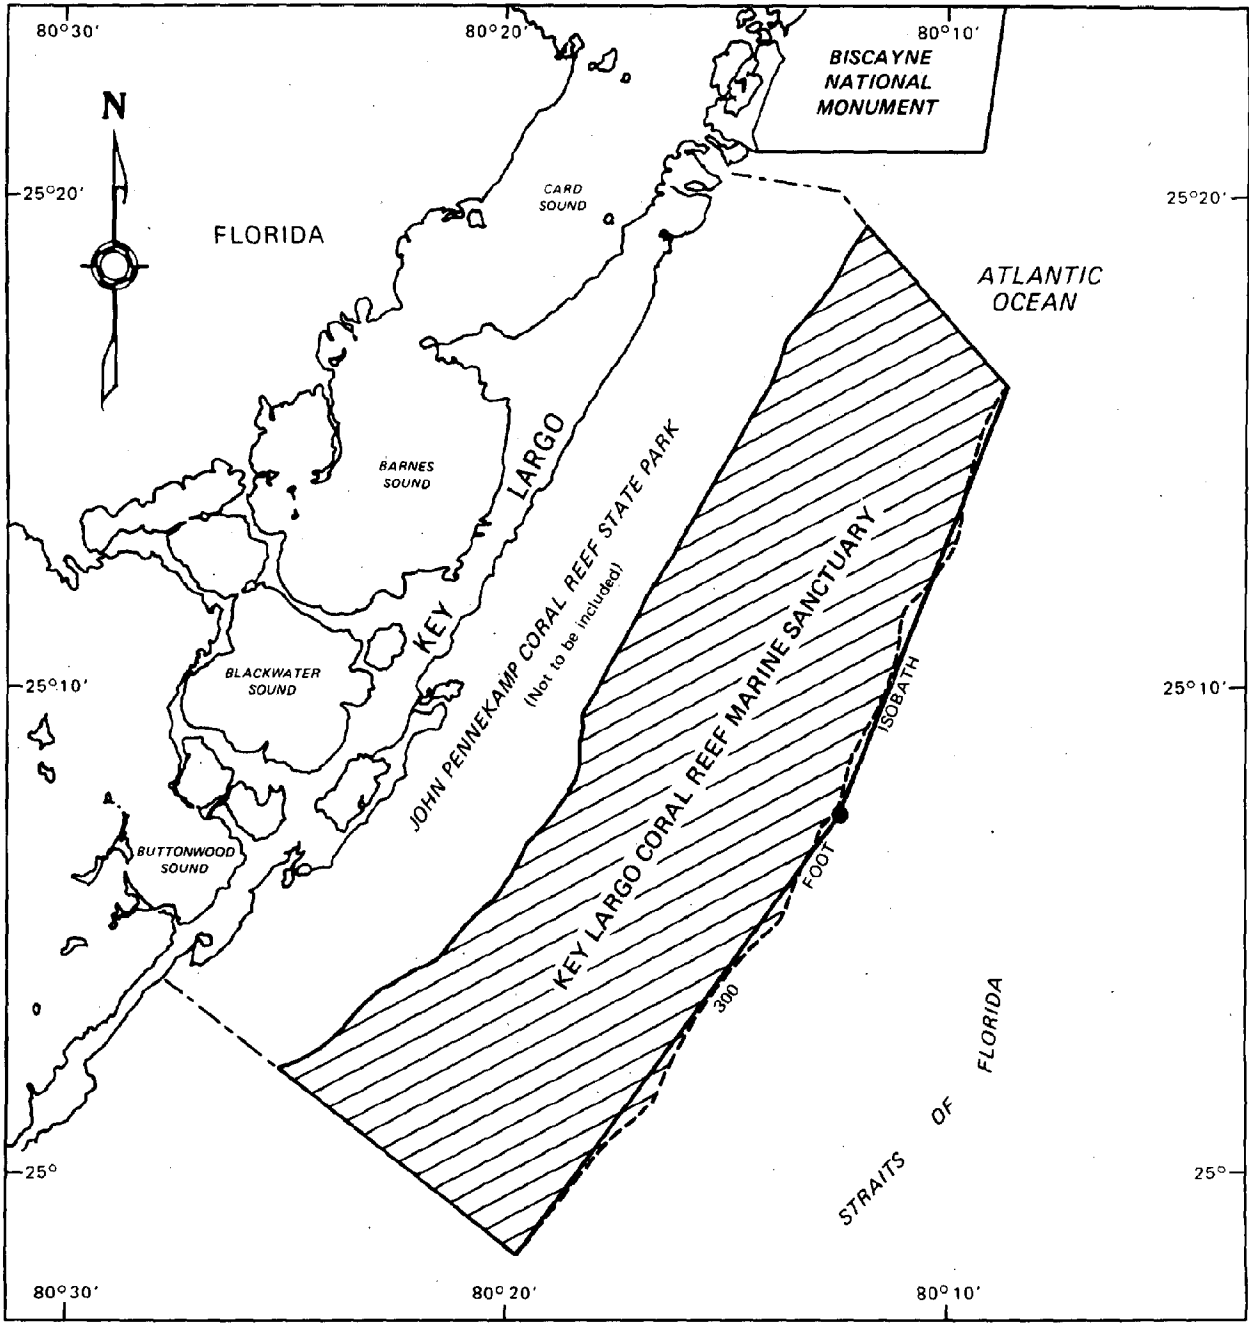 80°30'
80°20'
80°10'
BISCAYNE
NATIONAL
MONUMENT
N
25°20'
25°20'
CARD
SOUND
FLORIDA
ATLANTIC
OCEAN
BARNES
SOUND
KEY LARGO
JOHN PENNEKAMP CORAL REEF STATE PARK
(Not to be included)
KEY LARGO CORAL REEF MARINE SANCTUARY
25°10'
25°10'
BLACKWATER
SOUND
300 FOOT ISOBATH
BUTTONWOOD
SOUND
STRAITS OF FLORIDA
25°
25°
80°30'
80°20'
80°10'